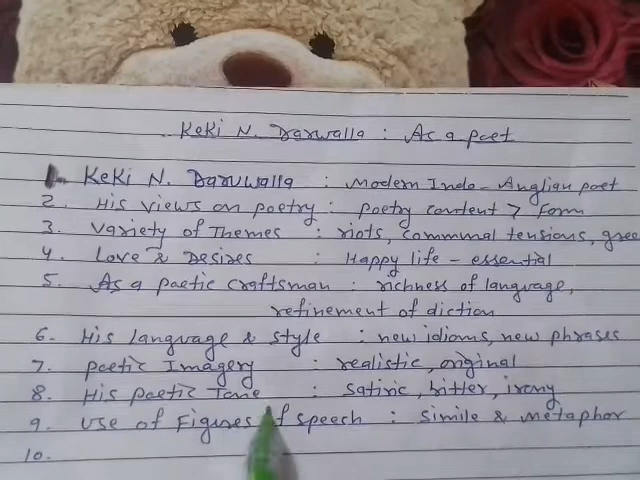 Keki N. Darwalla : As a poet
1. Keki N. Daruwalla : Modern Indo-Anglian poet
2. His views on poetry : Poetry content > Form
3. Variety of Themes : riots, communal tensions, gree
4. Love & Desires : Happy life - essential
5. As a poetic craftsman : richness of language,
refinement of diction
6. His language & style : new idioms, new phrases
7. Poetic Imagery : realistic, original
8. His Poetic Tone : Satiric, bitter, irony
9. Use of Figures of speech : Simile & metaphor
10.